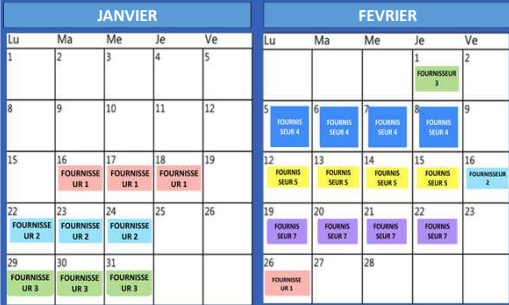 JANVIER
Lu Ma Me Je Ve
1 2 3 4 5
8 9 10 11 12
15 16 17 18 19
FOURNISSE FOURNISSE FOURNISSE
UR 1 UR 1 UR 1
22 23 24 25 26
FOURNISSE FOURNISSE FOURNISSE
UR 2 UR 2 UR 2
29 30 31
FOURNISSE FOURNISSE FOURNISSE
UR 3 UR 3 UR 3
FEVRIER
Lu Ma Me Je Ve
1 2
FOURNISSEUR
3
5 6 7 8 9
FOURNIS FOURNIS FOURNIS FOURNIS
SEUR 4 SEUR 4 SEUR 4 SEUR 4
12 13 14 15 16
FOURNIS FOURNIS FOURNIS FOURNIS FOURNISSEUR
SEUR 5 SEUR 5 SEUR 5 SEUR 5 2
19 20 21 22 23
FOURNIS FOURNIS FOURNIS FOURNIS
SEUR 7 SEUR 7 SEUR 7 SEUR 7
26 27 28
FOURNISSE
UR 1